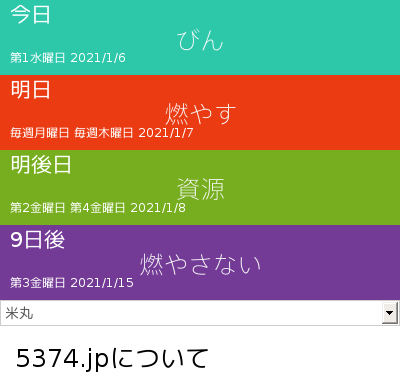 今日
びん
第1水曜日 2021/1/6
明日
燃やす
毎週月曜日 毎週木曜日 2021/1/7
明後日
資源
第2金曜日 第4金曜日 2021/1/8
9日後
燃やさない
第3金曜日 2021/1/15
米丸
5374.jpについて